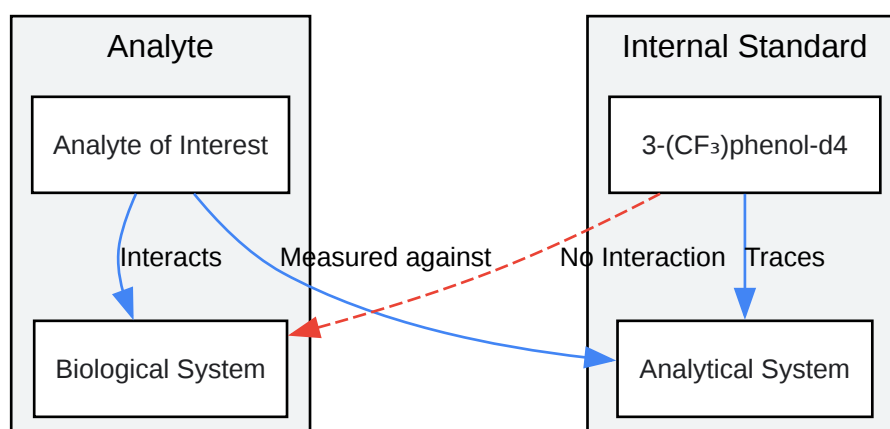 Analyte
Internal Standard
Analyte of Interest
3-(CF₃)phenol-d4
Interacts
Measured against
No Interaction
Traces
Biological System
Analytical System